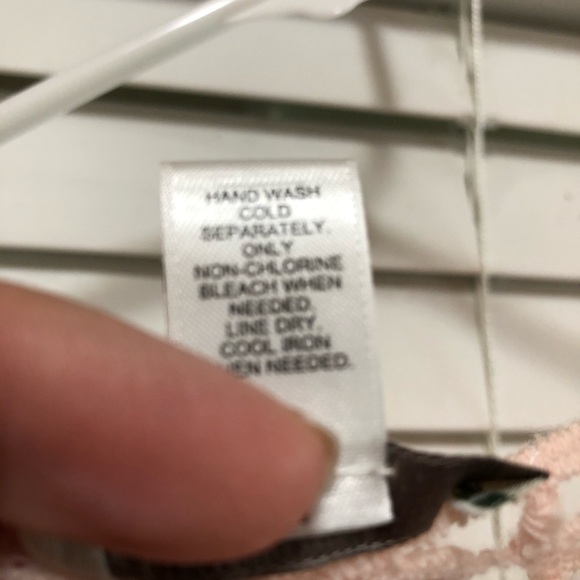 HAND WASH
COLD
SEPARATELY.
ONLY
NON-CHLORINE
BLEACH WHEN
NEEDED.
LINE DRY.
COOL IRON
NEEDED.